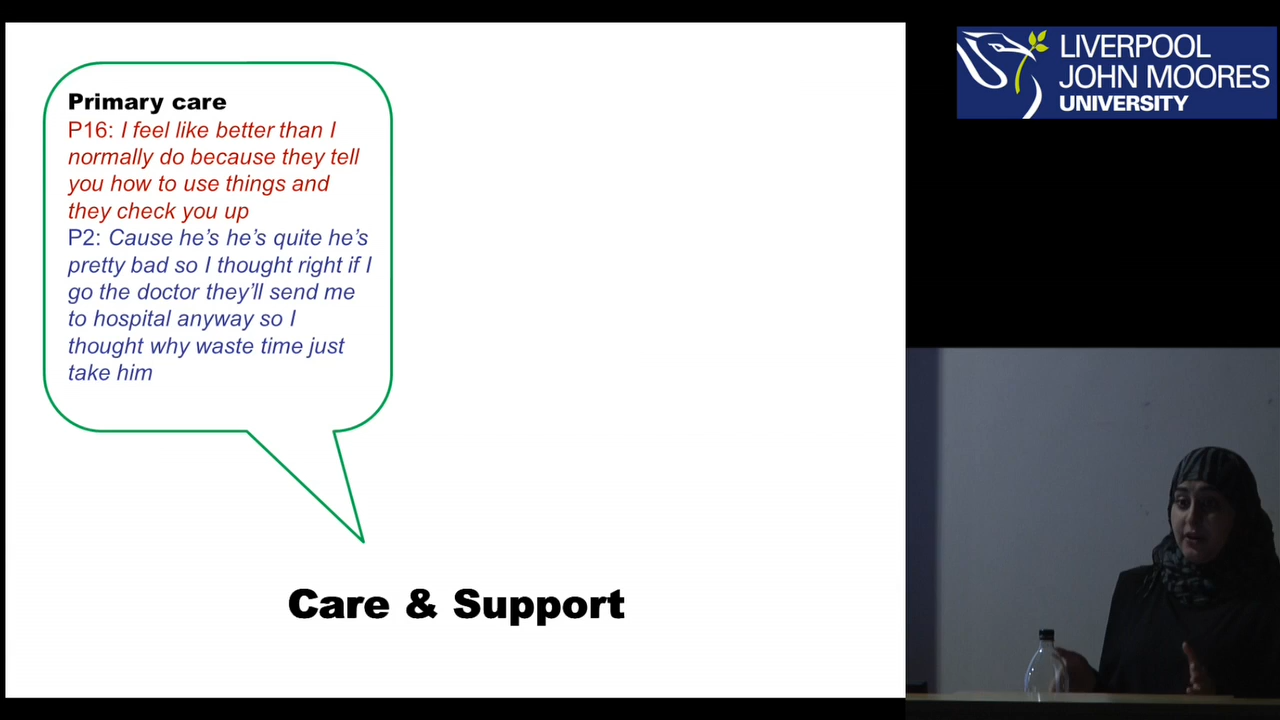 Primary care
P16: I feel like better than I
normally do because they tell
you how to use things and
they check you up
P2: Cause he’s he’s quite he’s
pretty bad so I thought right if I
go the doctor they’ll send me
to hospital anyway so I
thought why waste time just
take him
Care & Support
LIVERPOOL
JOHN MOORES
UNIVERSITY